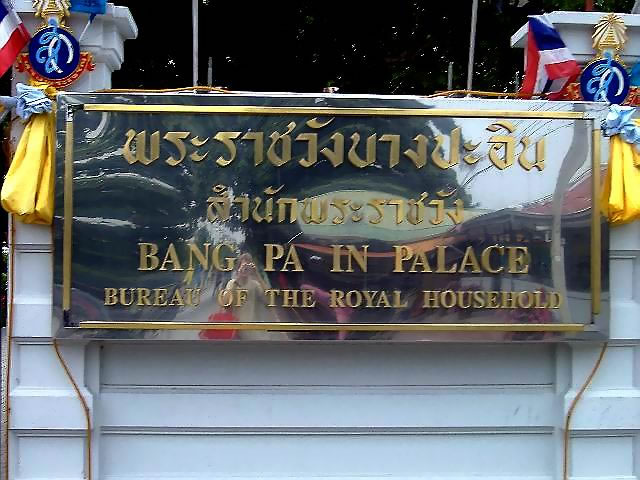 พระราชวังบางปะอิน
สำนักพระราชวัง
BANG PA IN PALACE
BUREAU OF THE ROYAL HOUSEHOLD